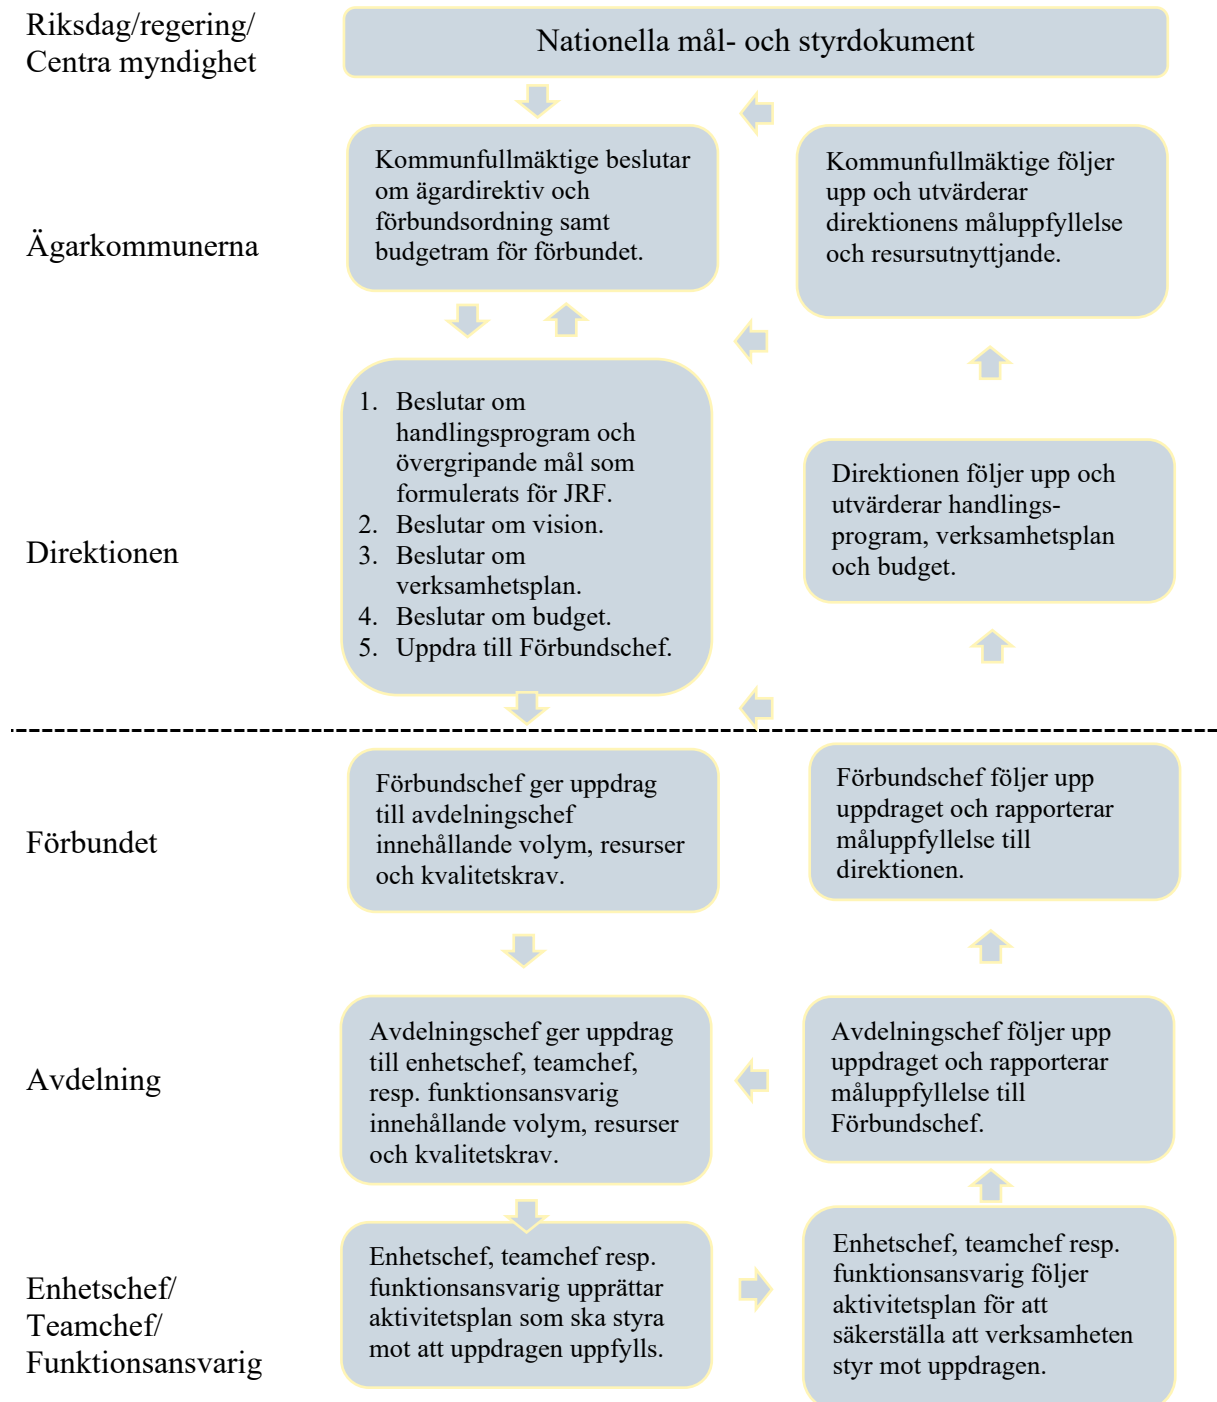 Riksdag/regering/
Centra myndighet
Nationella mål- och styrdokument
Ägarkommunerna
Kommunfullmäktige beslutar
om ägardirektiv och
förbundsordning samt
budgetram för förbundet.
Kommunfullmäktige följer
upp och utvärderar
direktionens måluppfyllelse
och resursutnyttjande.
Direktionen
1. Beslutar om
handlingsprogram och
övergripande mål som
formulerats för JRF.
2. Beslutar om vision.
3. Beslutar om
verksamhetsplan.
4. Beslutar om budget.
5. Uppdra till Förbundschef.
Direktionen följer upp och
utvärderar handlings-
program, verksamhetsplan
och budget.
Förbundet
Förbundschef ger uppdrag
till avdelningschef
innehållande volym, resurser
och kvalitetskrav.
Förbundschef följer upp
uppdraget och rapporterar
måluppfyllelse till
direktionen.
Avdelning
Avdelningschef ger uppdrag
till enhetschef, teamchef,
resp. funktionsansvarig
innehållande volym, resurser
och kvalitetskrav.
Avdelningschef följer upp
uppdraget och rapporterar
måluppfyllelse till
Förbundschef.
Enhetschef/
Teamchef/
Funktionsansvarig
Enhetschef, teamchef resp.
funktionsansvarig upprättar
aktivitetsplan som ska styra
mot att uppdragen uppfylls.
Enhetschef, teamchef resp.
funktionsansvarig följer
aktivitetsplan för att
säkerställa att verksamheten
styr mot uppdragen.